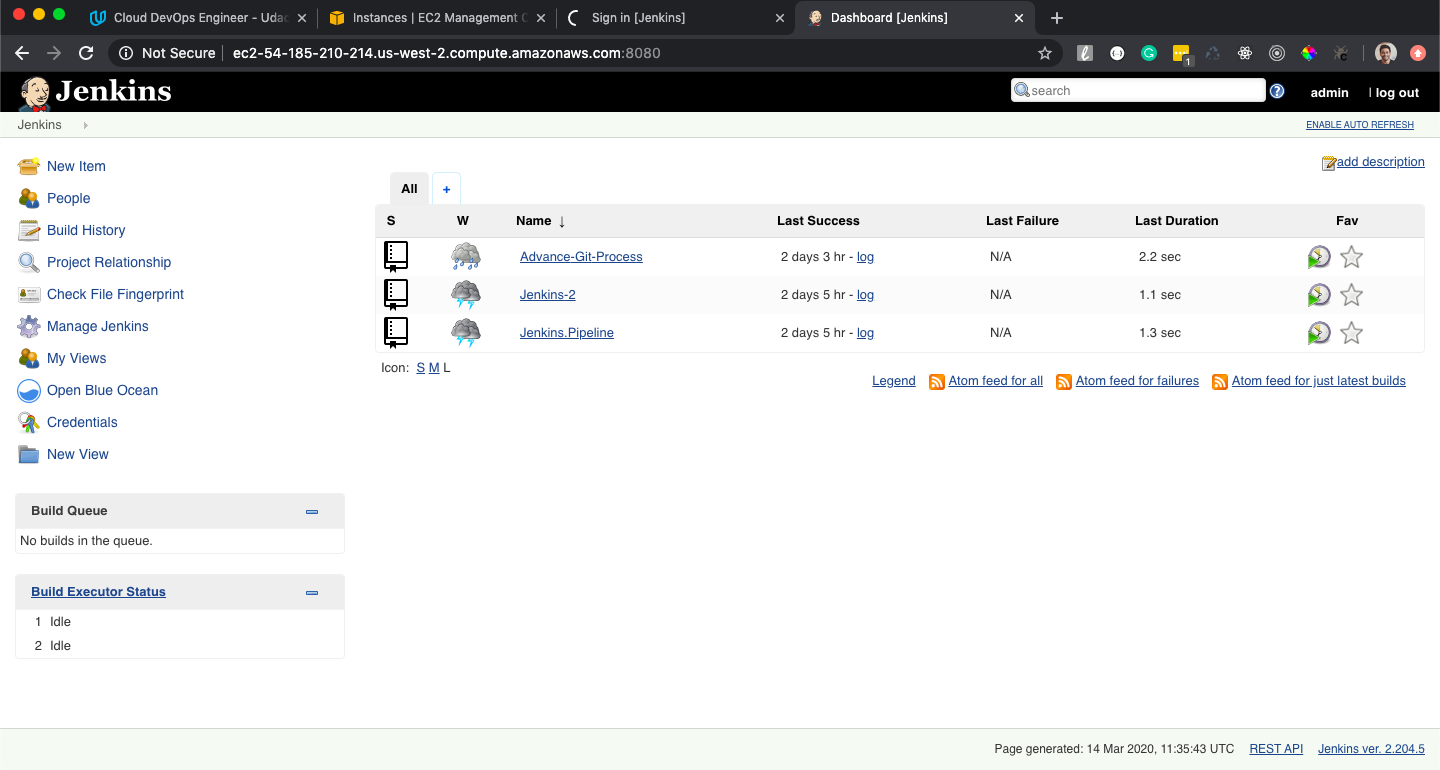 Cloud DevOps Engineer - Udac
Instances | EC2 Management C
Sign in [Jenkins]
Dashboard [Jenkins]
Not Secure
ec2-54-185-210-214.us-west-2.compute.amazonaws.com:8080
1
Jenkins
search
admin
| log out
Jenkins
ENABLE AUTO REFRESH
New Item
People
Build History
Project Relationship
Check File Fingerprint
Manage Jenkins
My Views
Open Blue Ocean
Credentials
New View
Build Queue
No builds in the queue.
Build Executor Status
1 Idle
2 Idle
add description
All +
S W Name ↓ Last Success Last Failure Last Duration Fav
Advance-Git-Process 2 days 3 hr - log N/A 2.2 sec
Jenkins-2 2 days 5 hr - log N/A 1.1 sec
Jenkins.Pipeline 2 days 5 hr - log N/A 1.3 sec
Icon: S M L
Legend Atom feed for all Atom feed for failures Atom feed for just latest builds
Page generated: 14 Mar 2020, 11:35:43 UTC REST API Jenkins ver. 2.204.5